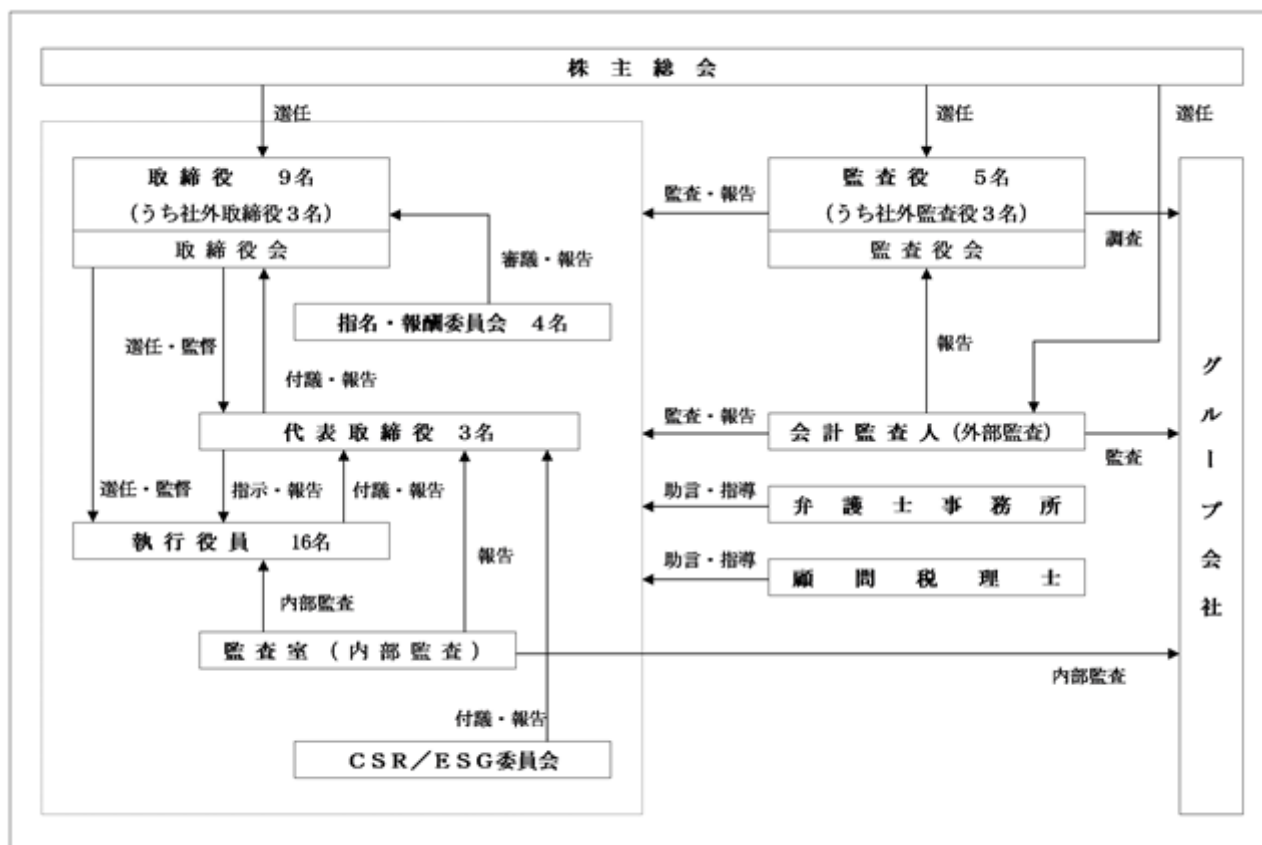 株主総会
選任
選任
選任
取締役 9名
(うち社外取締役3名)
取締役会
監査・報告
監査役 5名
(うち社外監査役3名)
監査役会
調査
審議・報告
指名・報酬委員会 4名
選任・監督
付議・報告
報告
代表取締役 3名
監査・報告
会計監査人(外部監査)
監査
選任・監督
指示・報告
付議・報告
助言・指導
弁護士事務所
執行役員 16名
報告
助言・指導
顧問税理士
内部監査
監査室(内部監査)
内部監査
付議・報告
CSR/ESG委員会
グループ会社